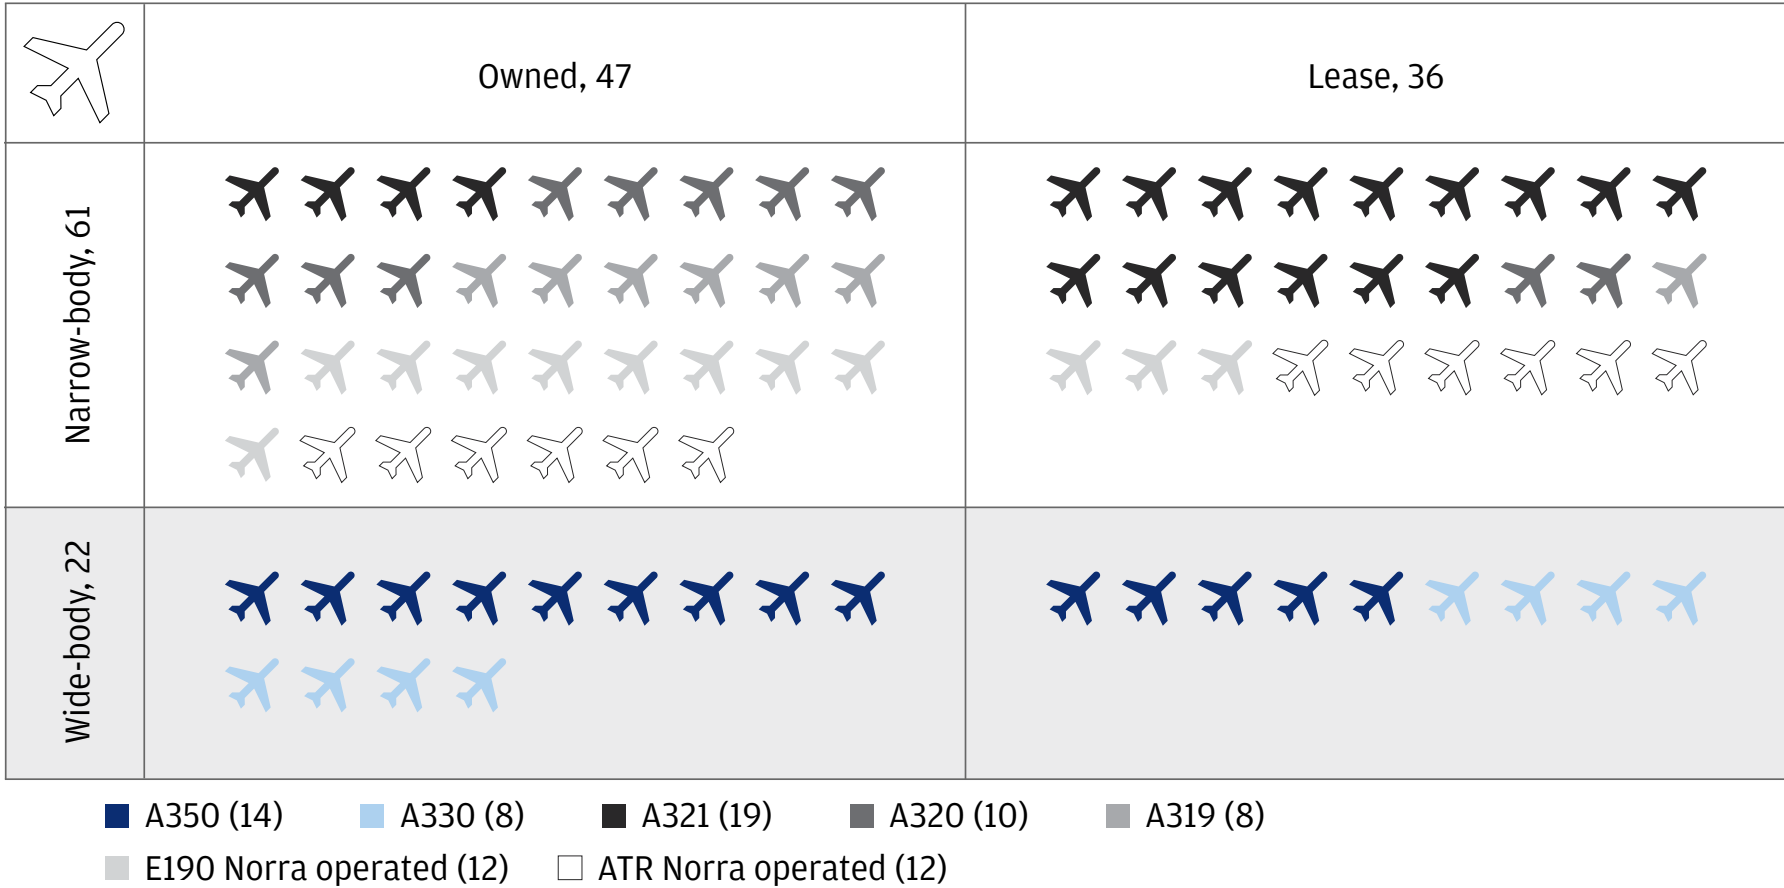 Owned, 47
Lease, 36
Narrow-body, 61
Wide-body, 22
A350 (14)
A330 (8)
A321 (19)
A320 (10)
A319 (8)
E190 Norra operated (12)
ATR Norra operated (12)